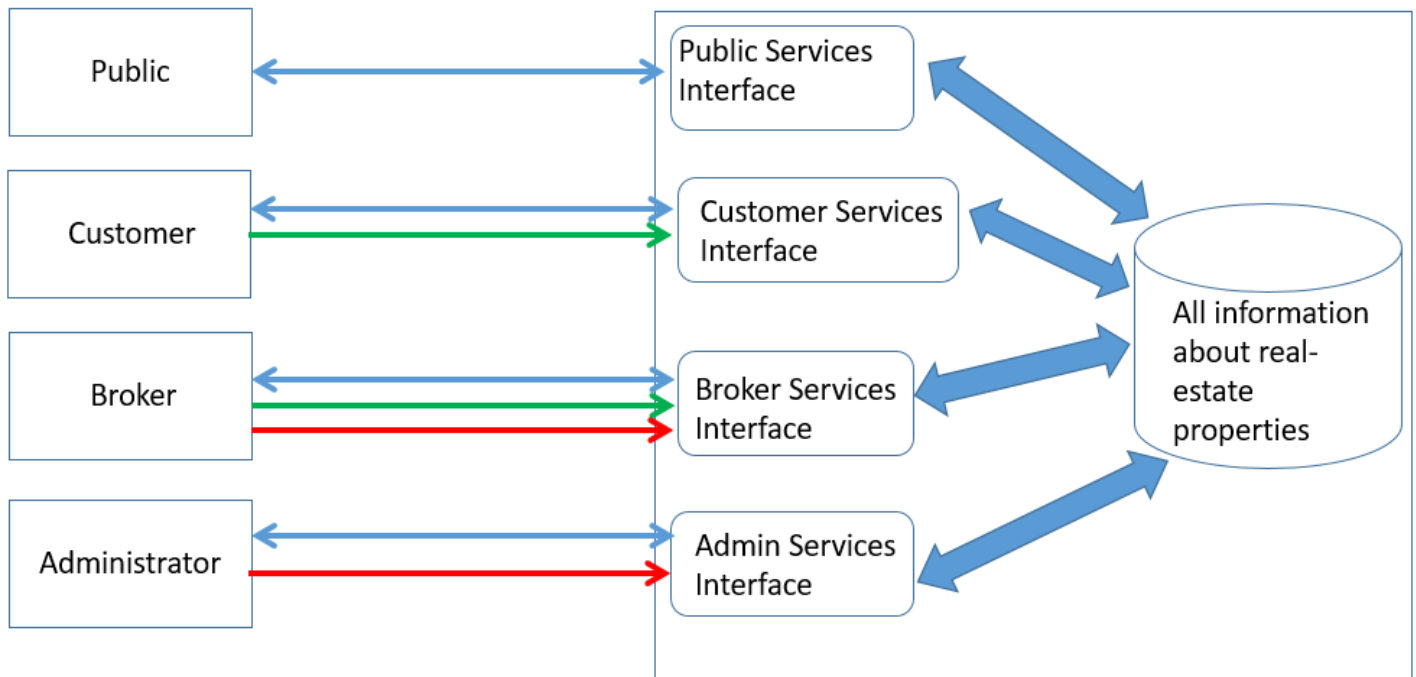 Public
Public Services
Interface
Customer
Customer Services
Interface
Broker
Broker Services
Interface
Administrator
Admin Services
Interface
All information
about real-
estate
properties